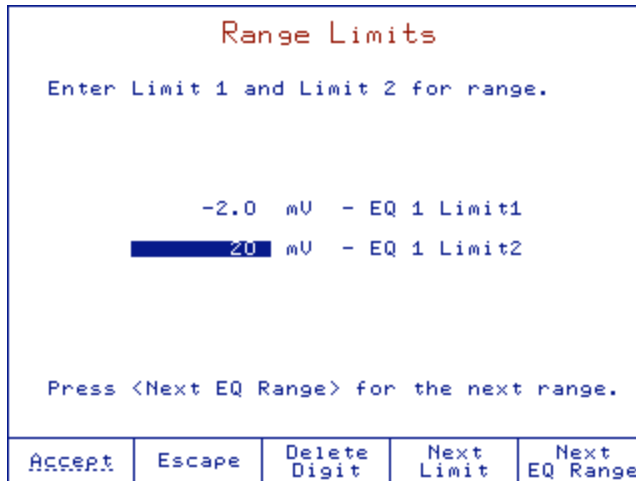 Range Limits
Enter Limit 1 and Limit 2 for range.
-2.0 mV - EQ 1 Limit1
20 mV - EQ 1 Limit2
Press <Next EQ Range> for the next range.
Accept
Escape
Delete
Digit
Next
Limit
Next
EQ Range